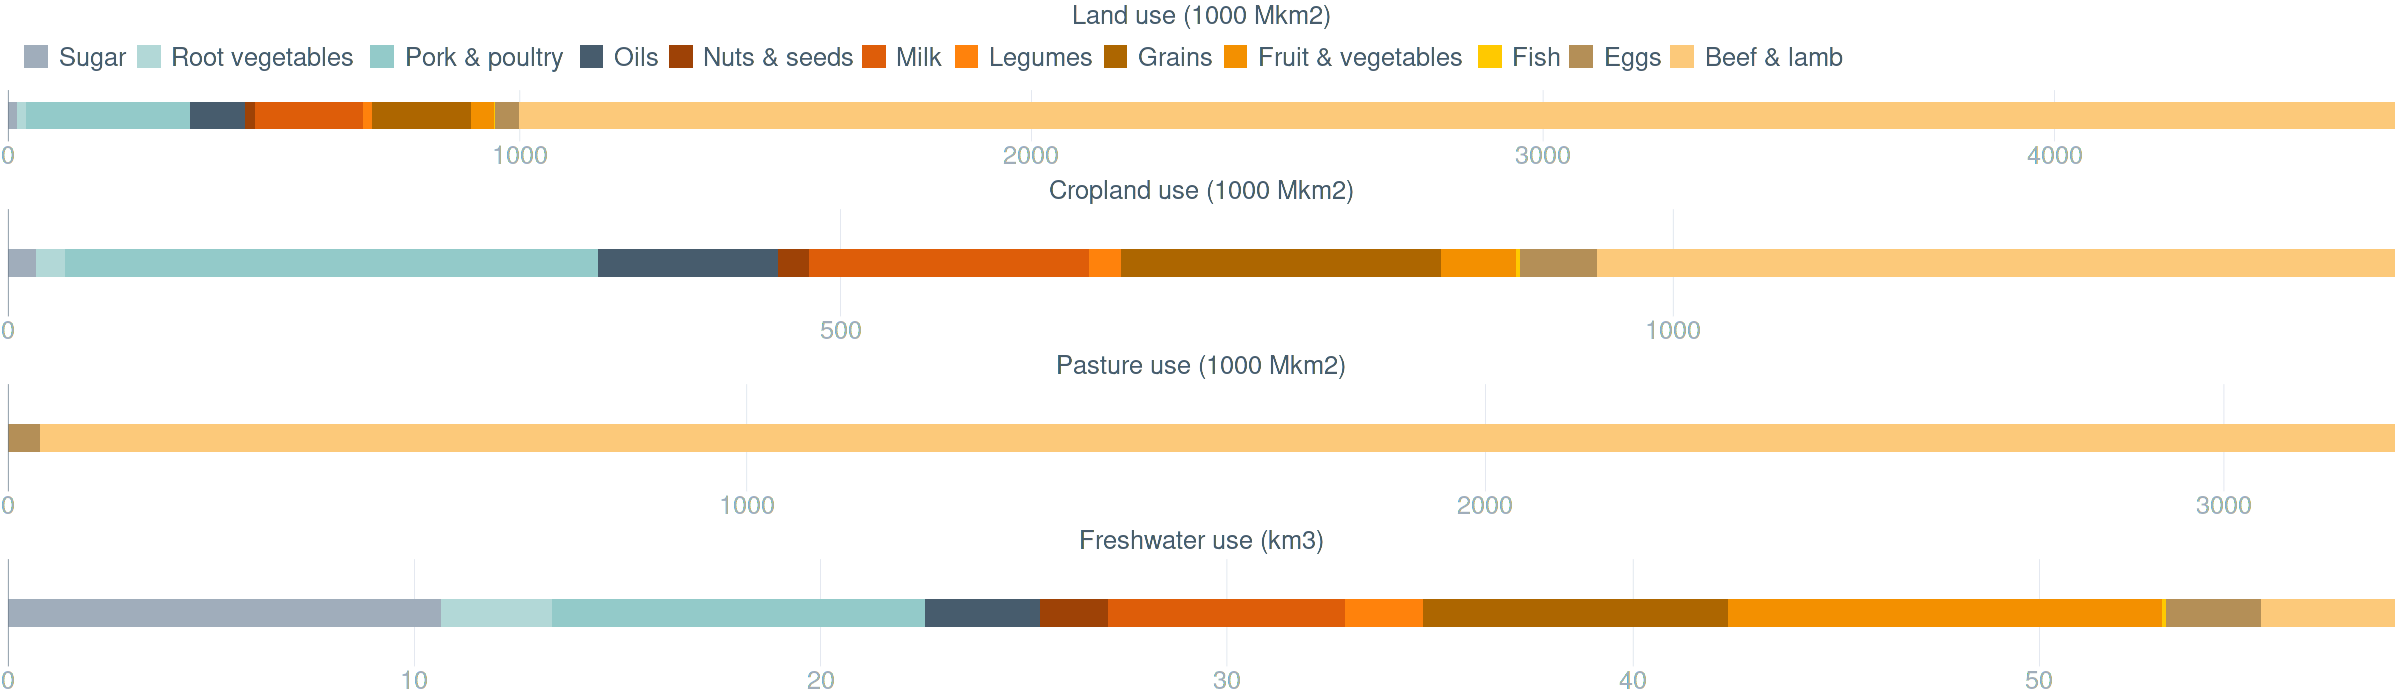 Land use (1000 Mkm2)
Sugar Root vegetables Pork & poultry Oils Nuts & seeds Milk Legumes Grains Fruit & vegetables Fish Eggs Beef & lamb
0 1000 2000 3000 4000
Cropland use (1000 Mkm2)
0 500 1000
Pasture use (1000 Mkm2)
0 1000 2000 3000
Freshwater use (km3)
0 10 20 30 40 50